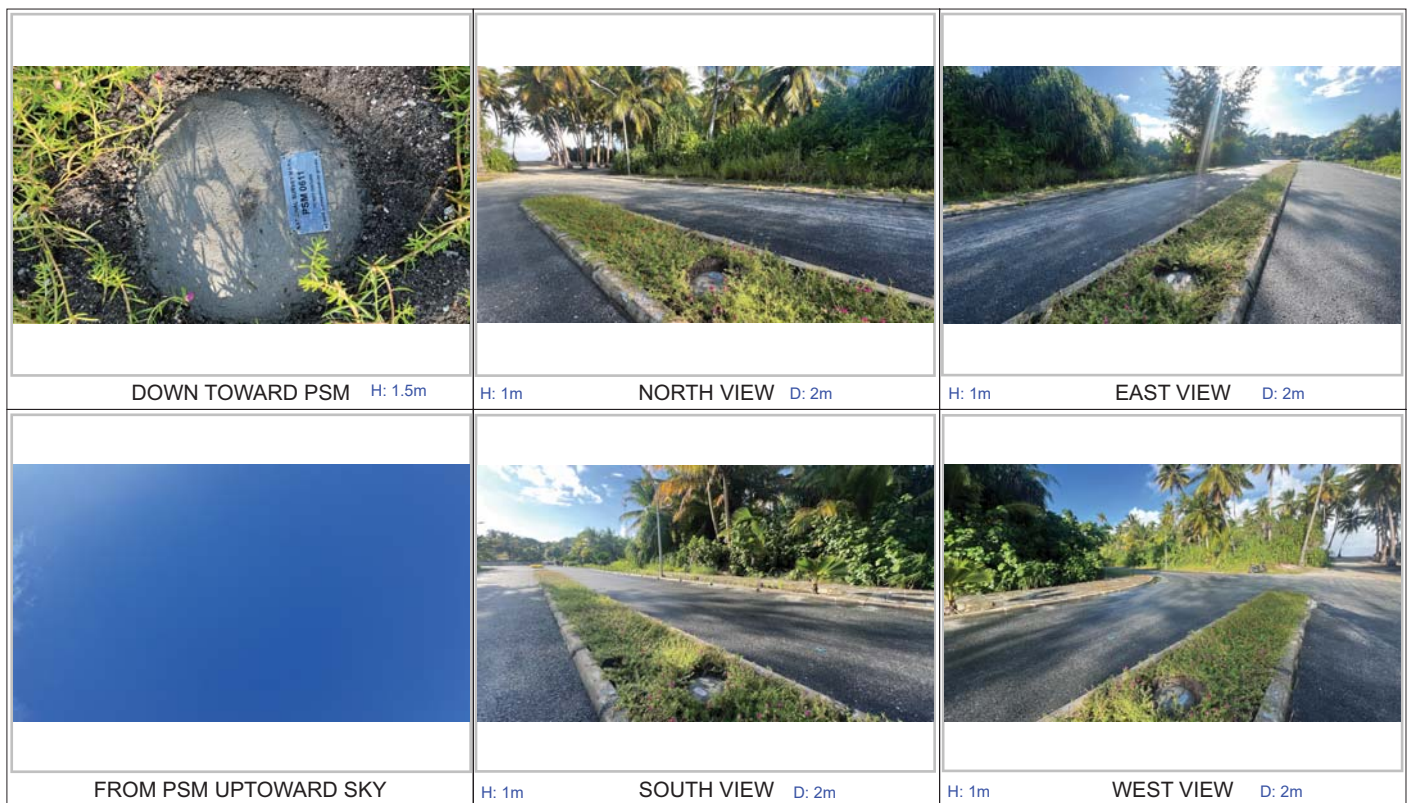 PSM 0611
DOWN TOWARD PSM H: 1.5m
H: 1m NORTH VIEW D: 2m
H: 1m EAST VIEW D: 2m
FROM PSM UPTOWARD SKY
H: 1m SOUTH VIEW D: 2m
H: 1m WEST VIEW D: 2m